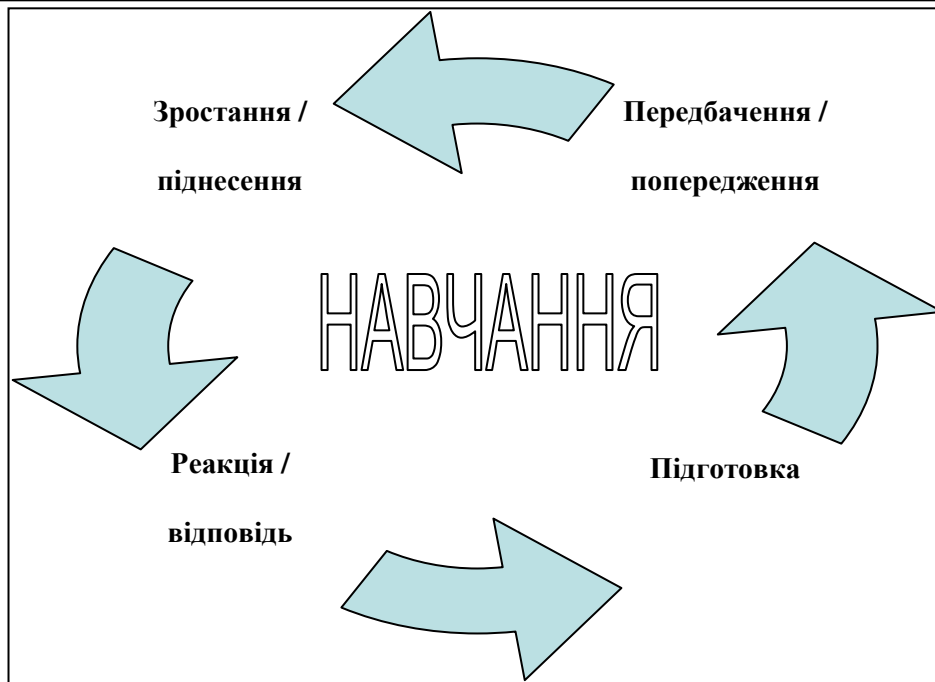 Зростання /
піднесення
Передбачення /
попередження
НАВЧАННЯ
Реакція /
відповідь
Підготовка